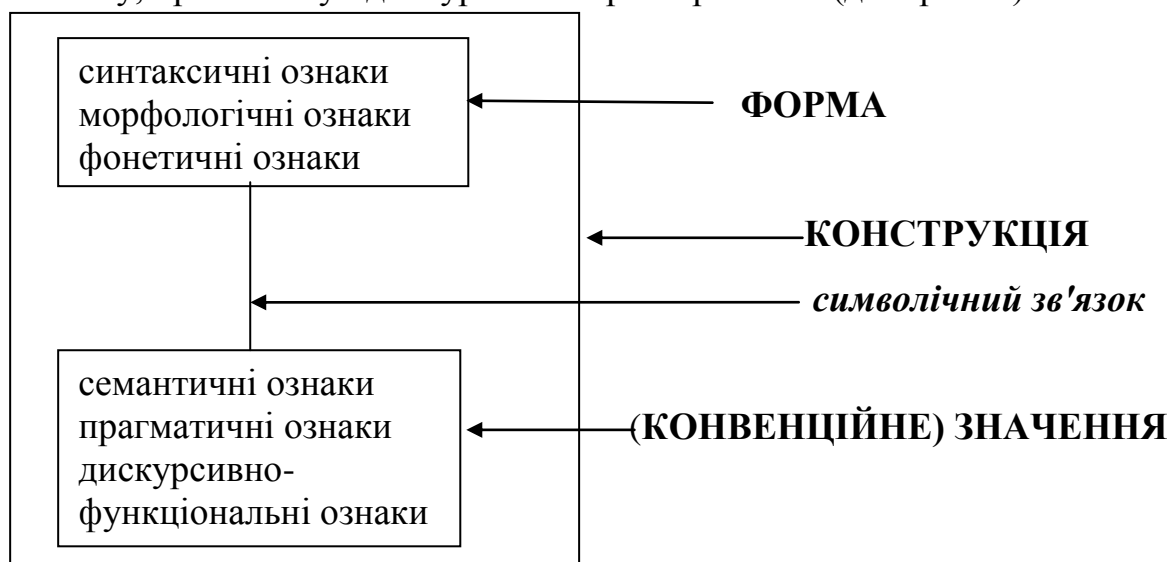 синтаксичні ознаки
морфологічні ознаки
фонетичні ознаки
ФОРМА
КОНСТРУКЦІЯ
символічний зв'язок
семантичні ознаки
прагматичні ознаки
дискурсивно-
функціональні ознаки
(КОНВЕНЦІЙНЕ) ЗНАЧЕННЯ